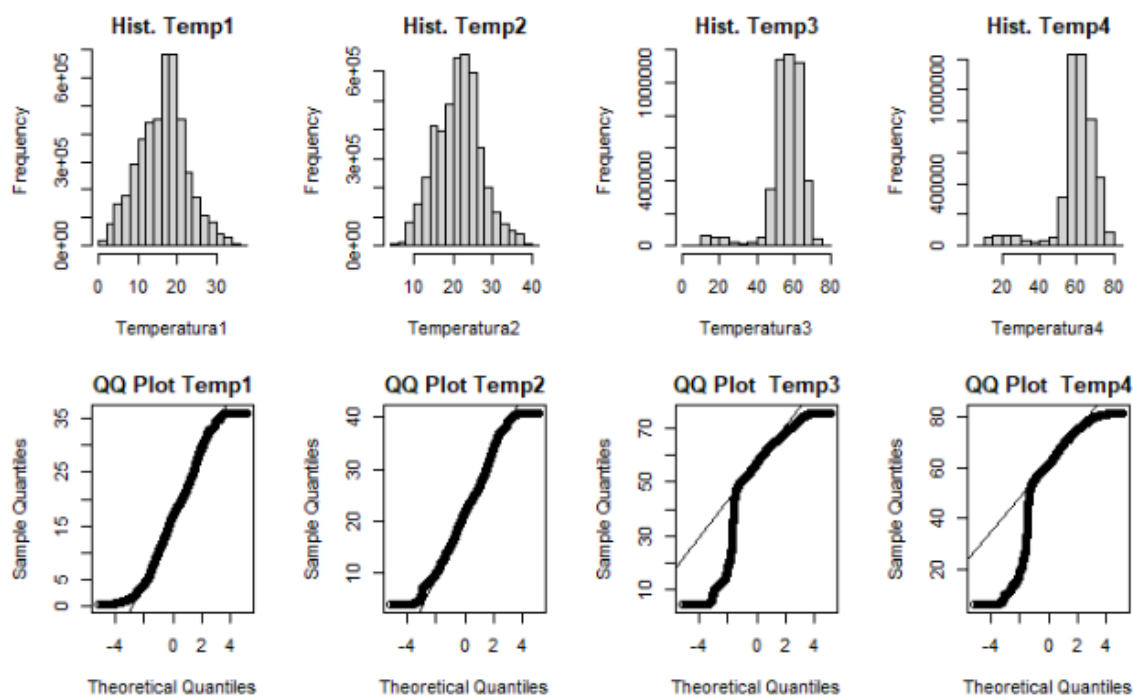 Hist. Temp1
Frequency
0e+00 3e+05 6e+05
0 10 20 30
Temperatura1
Hist. Temp2
Frequency
0e+00 3e+05 6e+05
10 20 30 40
Temperatura2
Hist. Temp3
Frequency
0 400000 1000000
0 20 40 60 80
Temperatura3
Hist. Temp4
Frequency
0 400000 1000000
20 40 60 80
Temperatura4
QQ Plot Temp1
Sample Quantiles
0 5 15 25 35
-4 0 2 4
Theoretical Quantiles
QQ Plot Temp2
Sample Quantiles
10 20 30 40
-4 0 2 4
Theoretical Quantiles
QQ Plot Temp3
Sample Quantiles
10 30 50 70
-4 0 2 4
Theoretical Quantiles
QQ Plot Temp4
Sample Quantiles
20 40 60 80
-4 0 2 4
Theoretical Quantiles